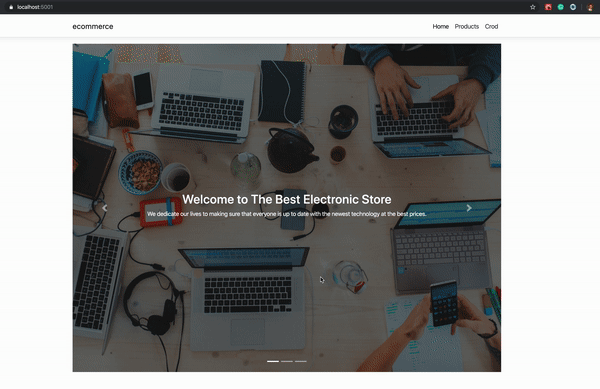 localhost:5001
ecommerce
Home Products Crod
Welcome to The Best Electronic Store
We dedicate our lives to making sure that everyone is up to date with the newest technology at the best prices.